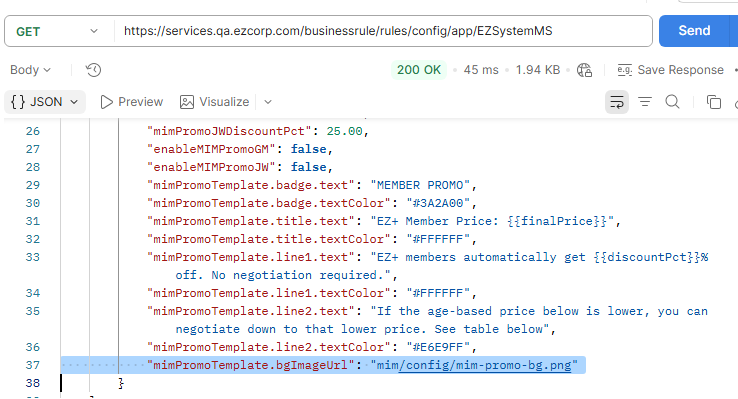 GET https://services.qa.ezcorp.com/businessrule/rules/config/app/EZSystemMS Send
Body 200 OK • 45 ms • 1.94 KB • e.g. Save Response
{} JSON Preview Visualize
26 "mimPromoJWDiscountPct": 25.00,
27 "enableMIMPromoGM": false,
28 "enableMIMPromoJW": false,
29 "mimPromoTemplate.badge.text": "MEMBER PROMO",
30 "mimPromoTemplate.badge.textColor": "#3A2A00",
31 "mimPromoTemplate.title.text": "EZ+ Member Price: {{finalPrice}}",
32 "mimPromoTemplate.title.textColor": "#FFFFFF",
33 "mimPromoTemplate.line1.text": "EZ+ members automatically get {{discountPct}}%
off. No negotiation required.",
34 "mimPromoTemplate.line1.textColor": "#FFFFFF",
35 "mimPromoTemplate.line2.text": "If the age-based price below is lower, you can
negotiate down to that lower price. See table below",
36 "mimPromoTemplate.line2.textColor": "#E6E9FF",
37 "mimPromoTemplate.bgImageUrl": "mim/config/mim-promo-bg.png"
38 }